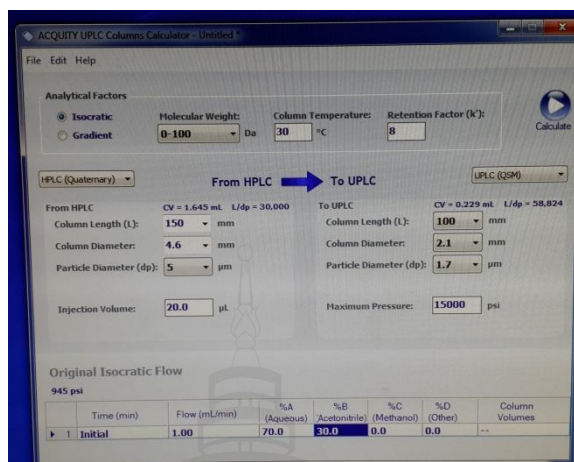 ACQUITY UPLC Columns Calculator - Untitled *
File Edit Help
Analytical Factors
Isocratic
Gradient
Molecular Weight:
0-100 Da
Column Temperature:
30 °C
Retention Factor (k'):
8
Calculate
HPLC (Quaternary)
From HPLC To UPLC
UPLC (QSM)
From HPLC CV = 1.645 mL L/dp = 30,000
Column Length (L): 150 mm
Column Diameter: 4.6 mm
Particle Diameter (dp): 5 µm
Injection Volume: 20.0 µL
To UPLC CV = 0.229 mL L/dp = 58,824
Column Length (L): 100 mm
Column Diameter: 2.1 mm
Particle Diameter (dp): 1.7 µm
Maximum Pressure: 15000 psi
Original Isocratic Flow
945 psi
Time (min) Flow (mL/min) %A (Aqueous) %B (Acetonitrile) %C (Methanol) %D (Other) Column Volumes
1 Initial 1.00 70.0 30.0 0.0 0.0 --